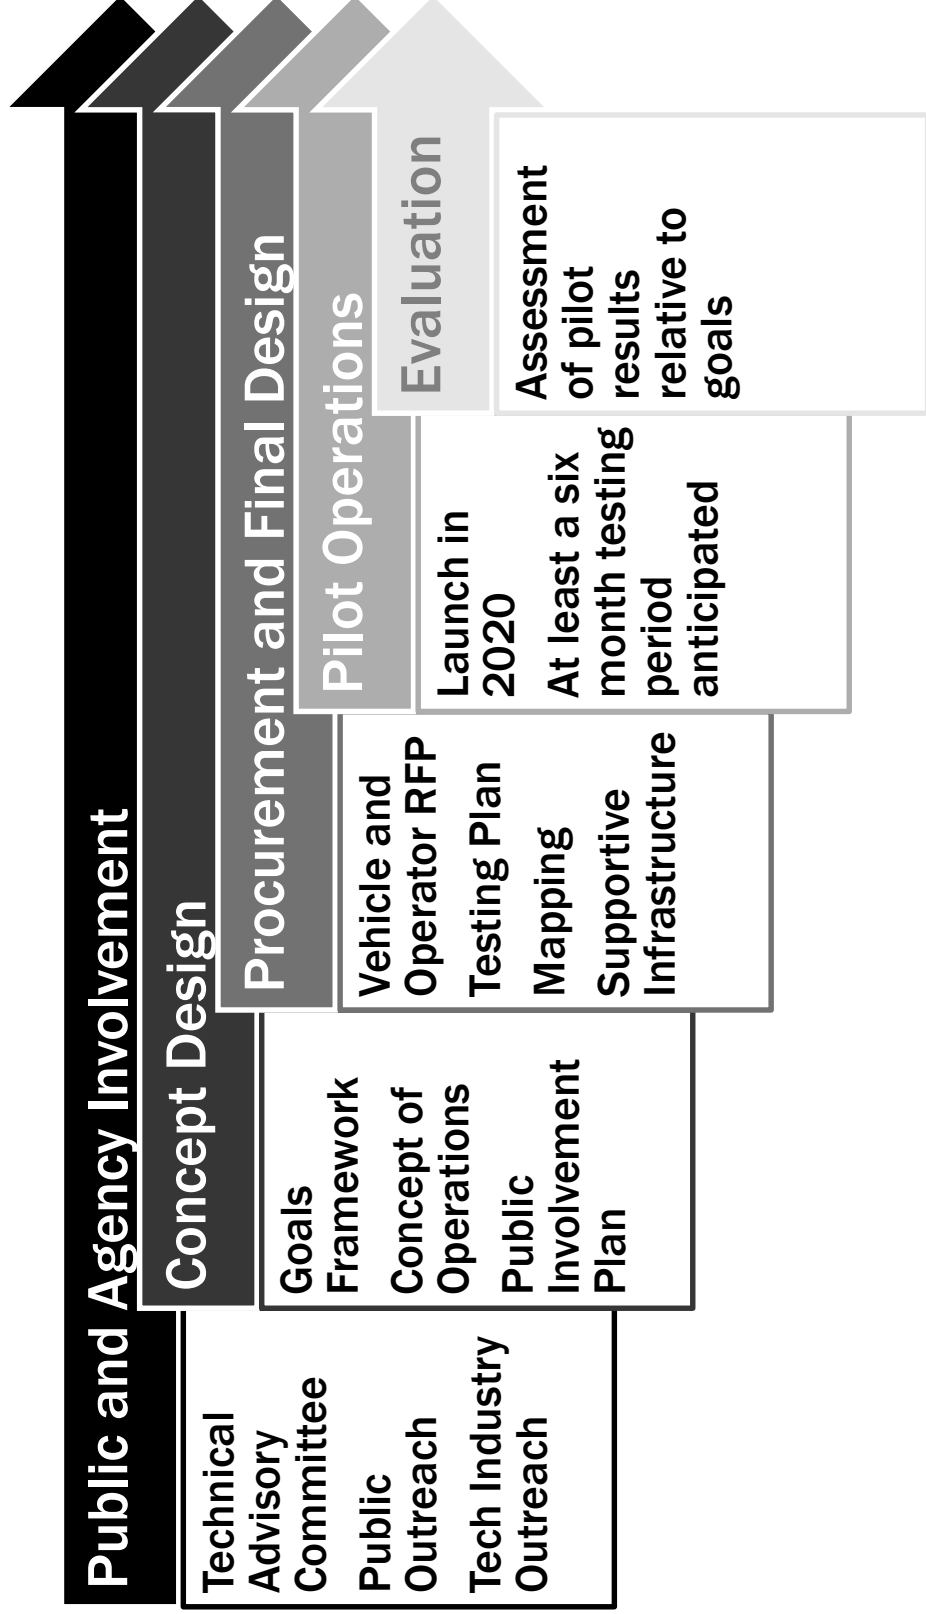 Public and Agency Involvement
Technical
Advisory
Committee
Public
Outreach
Tech Industry
Outreach
Concept Design
Goals
Framework
Concept of
Operations
Public
Involvement
Plan
Procurement and Final Design
Vehicle and
Operator RFP
Testing Plan
Mapping
Supportive
Infrastructure
Pilot Operations
Launch in
2020
At least a six
month testing
period
anticipated
Evaluation
Assessment
of pilot
results
relative to
goals